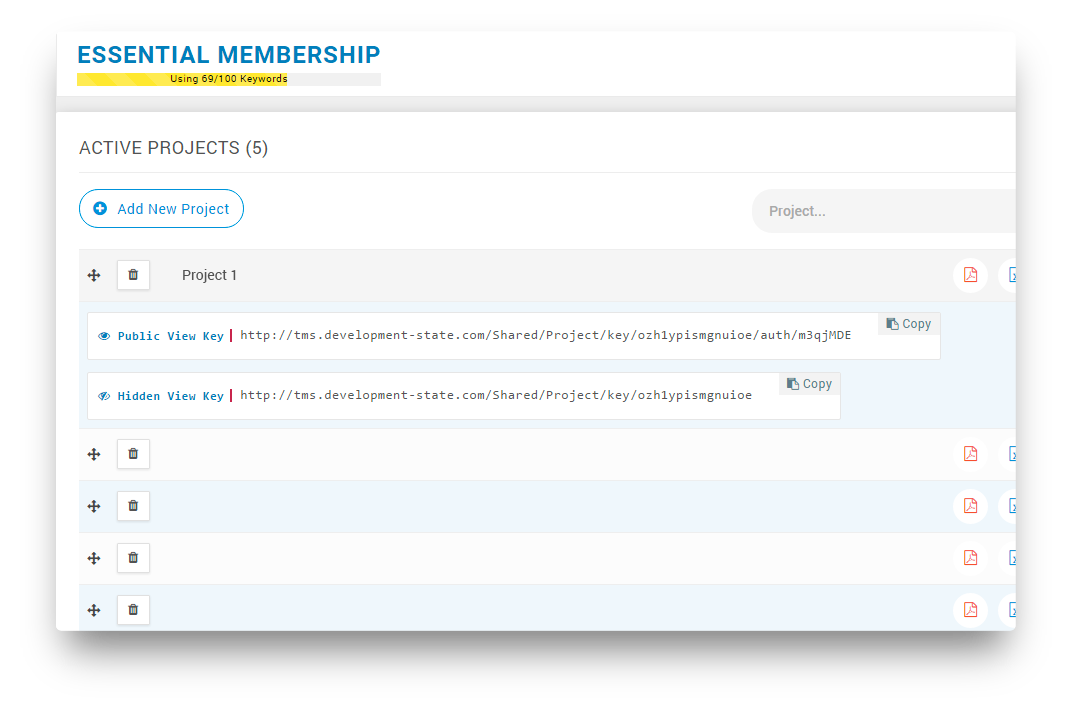 ESSENTIAL MEMBERSHIP
Using 69/100 Keywords
ACTIVE PROJECTS (5)
Add New Project
Project...
Project 1
Public View Key http://tms.development-state.com/Shared/Project/key/ozh1ypismgnuioe/auth/m3qjMDE Copy
Hidden View Key http://tms.development-state.com/Shared/Project/key/ozh1ypismgnuioe Copy